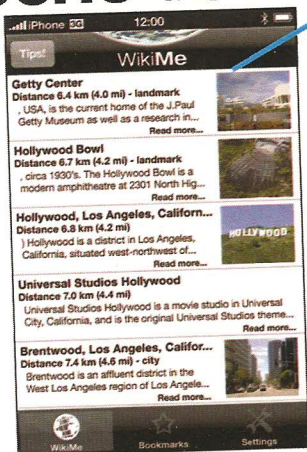 iPhone 3G 12:00
Tips!
WikiMe
Getty Center
Distance 6.4 km (4.0 mi) - landmark
, USA, is the current home of the J.Paul
Getty Museum as well as a research in...
Read more...
Hollywood Bowl
Distance 6.7 km (4.2 mi) - landmark
, circa 1930's. The Hollywood Bowl is a
modern amphitheatre at 2301 North Hig...
Read more...
Hollywood, Los Angeles, Californ...
Distance 6.8 km (4.2 mi)
) Hollywood is a district in Los Angeles,
California, situated west-northwest of...
Read more...
HOLLYWOOD
Universal Studios Hollywood
Distance 7.0 km (4.4 mi)
Universal Studios Hollywood is a movie studio in Universal
City, California, and is the original Universal Studios theme...
Read more...
Brentwood, Los Angeles, Califor...
Distance 7.4 km (4.6 mi) - city
Brentwood is an affluent district in the
West Los Angeles region of Los Angele...
Read more...
WikiMe Bookmarks Settings